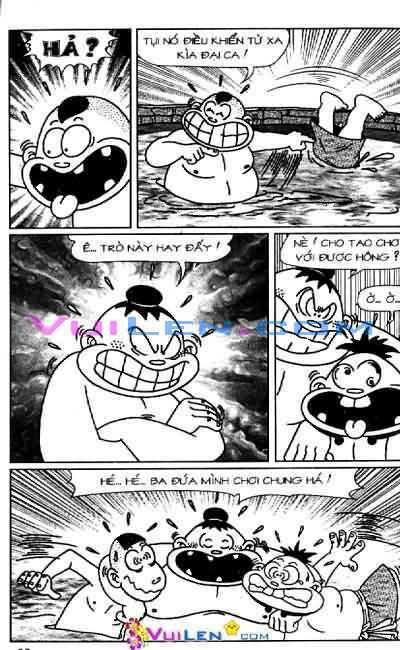 HẢ ?
TỤI NÓ ĐIỀU KHIỂN TỪ XA
KÌA ĐẠI CA !
Ê... TRÒ NÀY HAY ĐẤY !
NÈ ! CHO TAO CHƠI
VỚI ĐƯỢC HÔNG ?
Ờ... Ờ...
VuiLen.com
HẾ... HẾ... BA ĐỨA MÌNH CHƠI CHUNG HÁ !
VuiLen.com